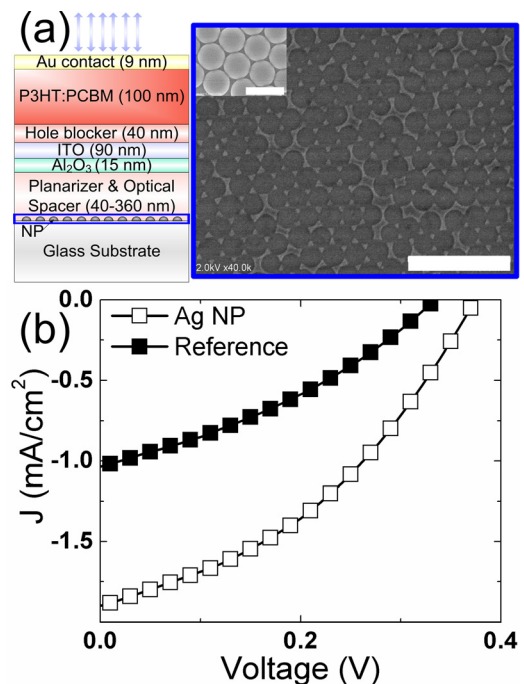 (a)
Au contact (9 nm)
P3HT:PCBM (100 nm)
Hole blocker (40 nm)
ITO (90 nm)
Al₂O₃ (15 nm)
Planarizer & Optical
Spacer (40-360 nm)
NP
Glass Substrate
2.0kV x40.0k
(b)
Ag NP
Reference
0.0
-0.5
-1.0
-1.5
J (mA/cm²)
0.0
0.2
0.4
Voltage (V)